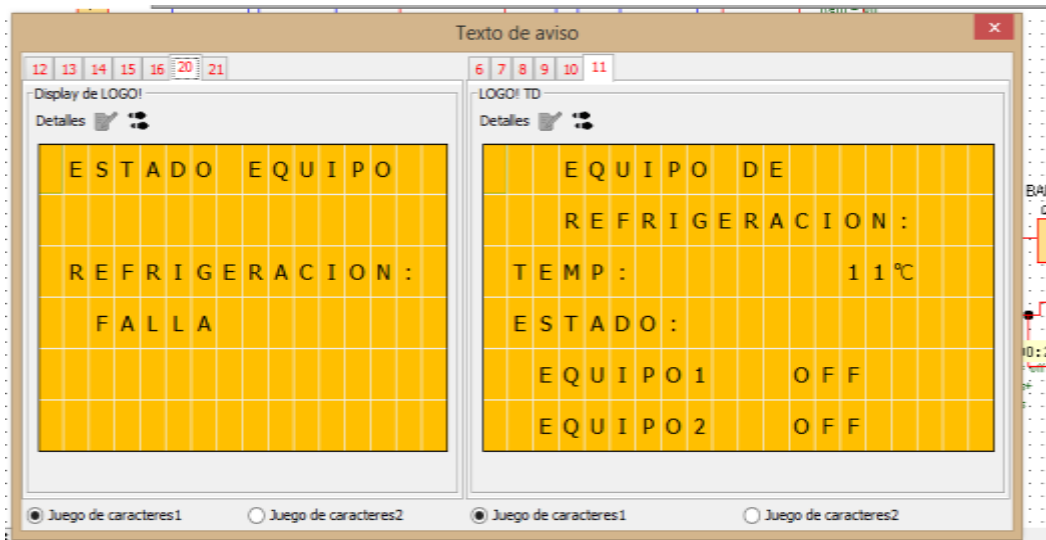 Texto de aviso
12 13 14 15 16 20 21
Display de LOGO!
Detalles
ESTADO EQUIPO
REFRIGERACION:
FALLA
Juego de caracteres1
Juego de caracteres2
6 7 8 9 10 11
LOGO! TD
Detalles
EQUIPO DE
REFRIGERACION:
TEMP: 11℃
ESTADO:
EQUIPO1 OFF
EQUIPO2 OFF
Juego de caracteres1
Juego de caracteres2